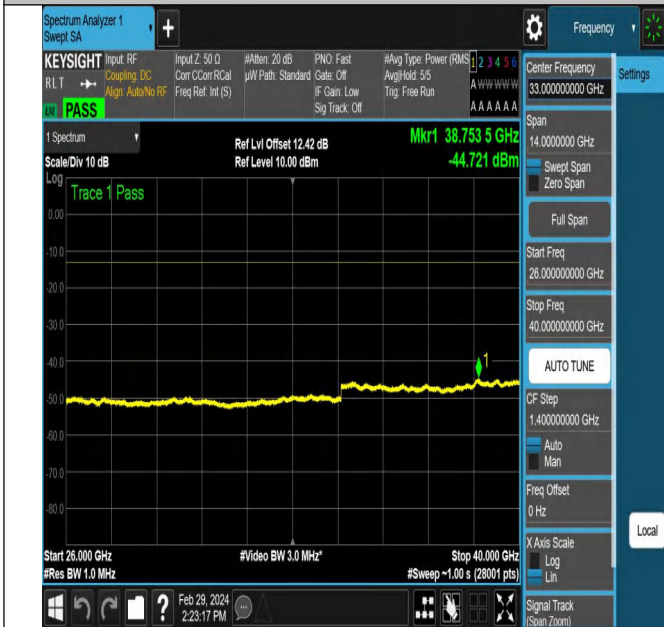 Spectrum Analyzer 1
Swept SA
+
Frequency
KEYSIGHT
RLT
LXI
PASS
Input: RF
Coupling: DC
Align: Auto/No RF
Input Z: 50 Ω
Corr CCorr RCal
Freq Ref: Int (S)
#Atten: 20 dB
µW Path: Standard
PNO: Fast
Gate: Off
IF Gain: Low
Sig Track: Off
#Avg Type: Power (RMS
Avg|Hold: 5/5
Trig: Free Run
1 2 3 4 5 6
A W W W W W
A A A A A A
1 Spectrum
Scale/Div 10 dB
Log
Ref Lvl Offset 12.42 dB
Ref Level 10.00 dBm
Mkr1 38.753 5 GHz
-44.721 dBm
Trace 1 Pass
0.00
-10.0
-20.0
-30.0
-40.0
-50.0
-60.0
-70.0
-80.0
1
Start 26.000 GHz
#Res BW 1.0 MHz
#Video BW 3.0 MHz*
Stop 40.000 GHz
#Sweep ~1.00 s (28001 pts)
Feb 29, 2024
2:23:17 PM
Center Frequency
33.000000000 GHz
Settings
Span
14.0000000 GHz
Swept Span
Zero Span
Full Span
Start Freq
26.000000000 GHz
Stop Freq
40.000000000 GHz
AUTO TUNE
CF Step
1.400000000 GHz
Auto
Man
Freq Offset
0 Hz
X Axis Scale
Log
Lin
Local
Signal Track
(Span Zoom)